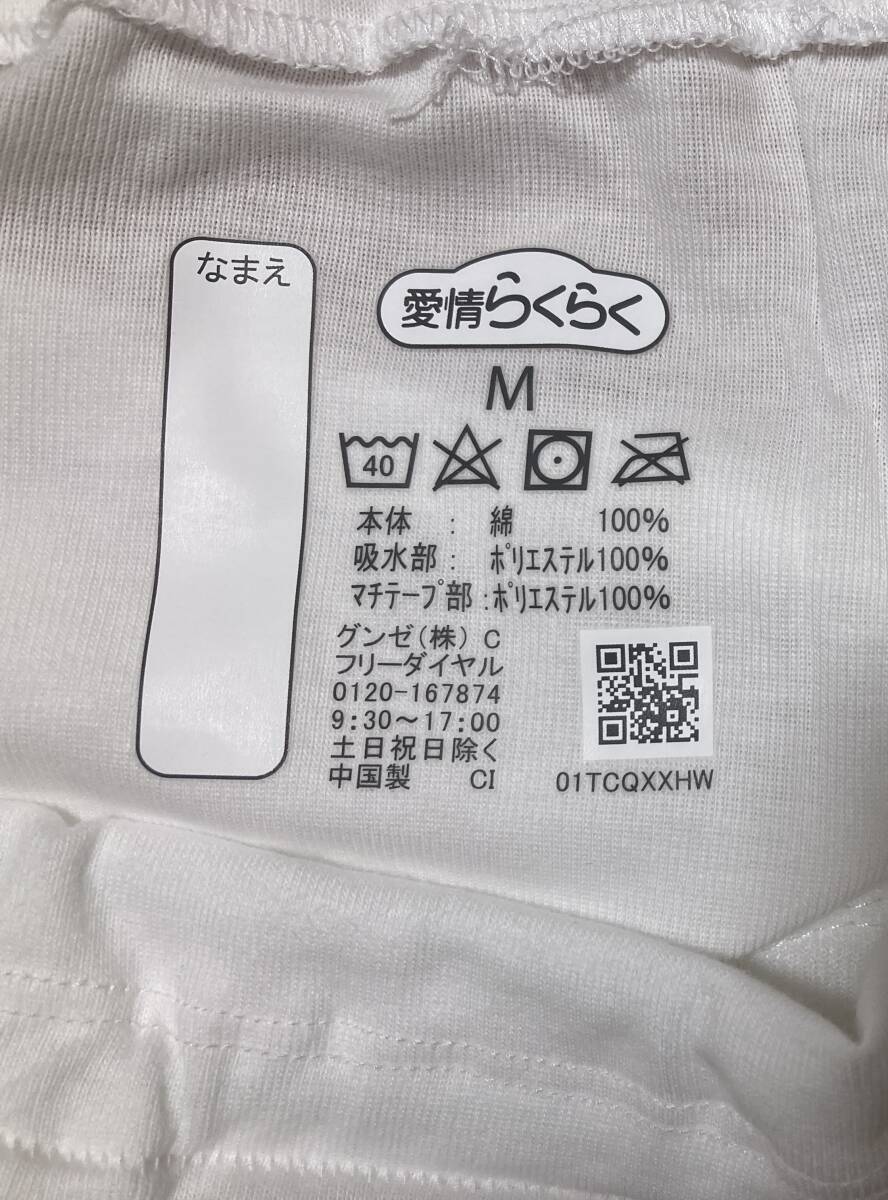 なまえ
愛情らくらく
M
40
本体 : 綿 100%
吸水部 : ﾎﾟﾘｴｽﾃﾙ100%
マチテープ部 : ﾎﾟﾘｴｽﾃﾙ100%
グンゼ(株) C
フリーダイヤル
0120-167874
9:30〜17:00
土日祝日除く
中国製 CI
01TCQXXHW